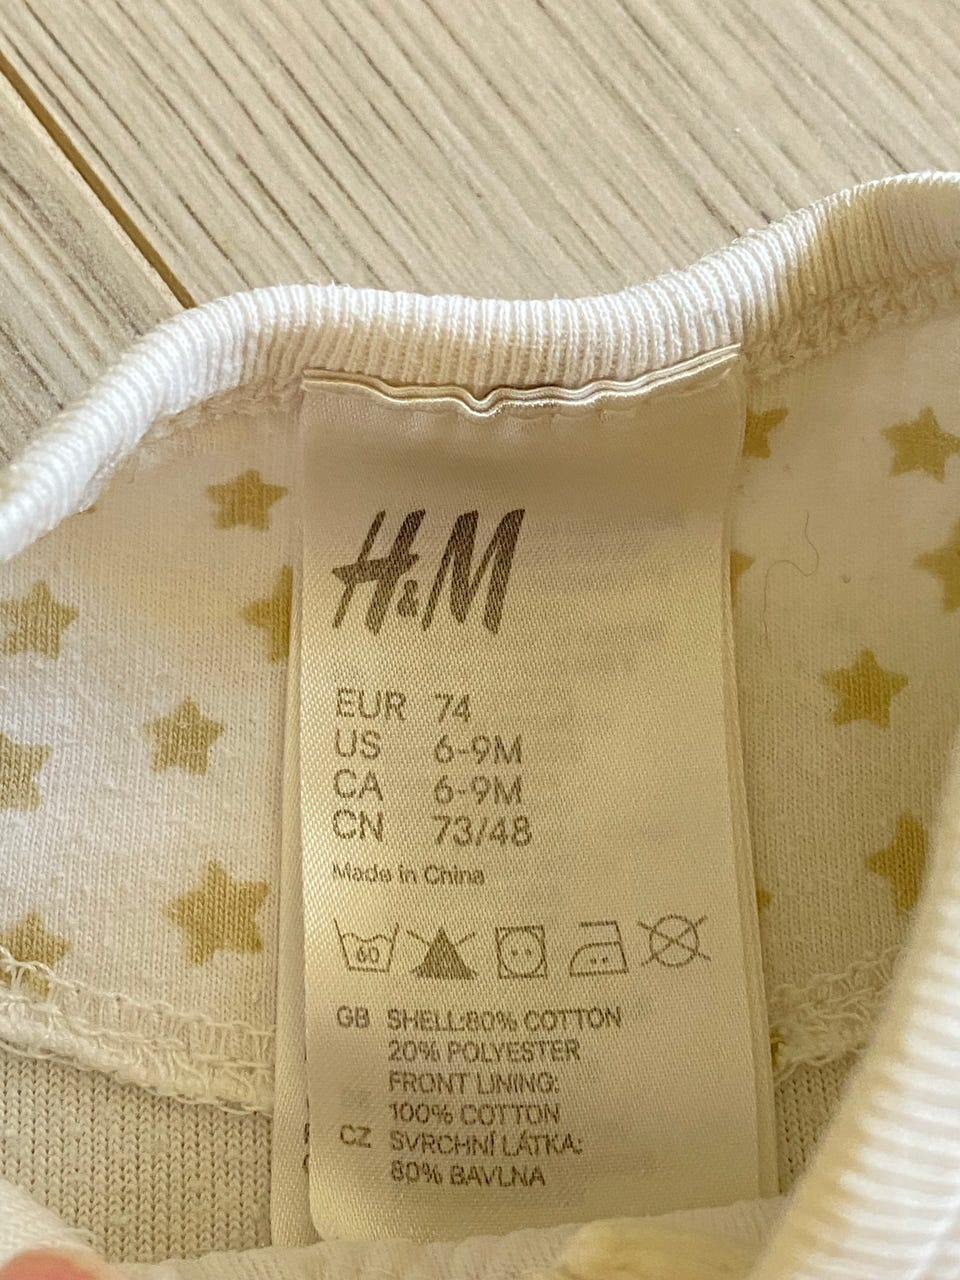 H&M
EUR 74
US 6-9M
CA 6-9M
CN 73/48
Made in China
60
GB SHELL:80% COTTON
20% POLYESTER
FRONT LINING:
100% COTTON
CZ SVRCHNÍ LÁTKA:
80% BAVLNA